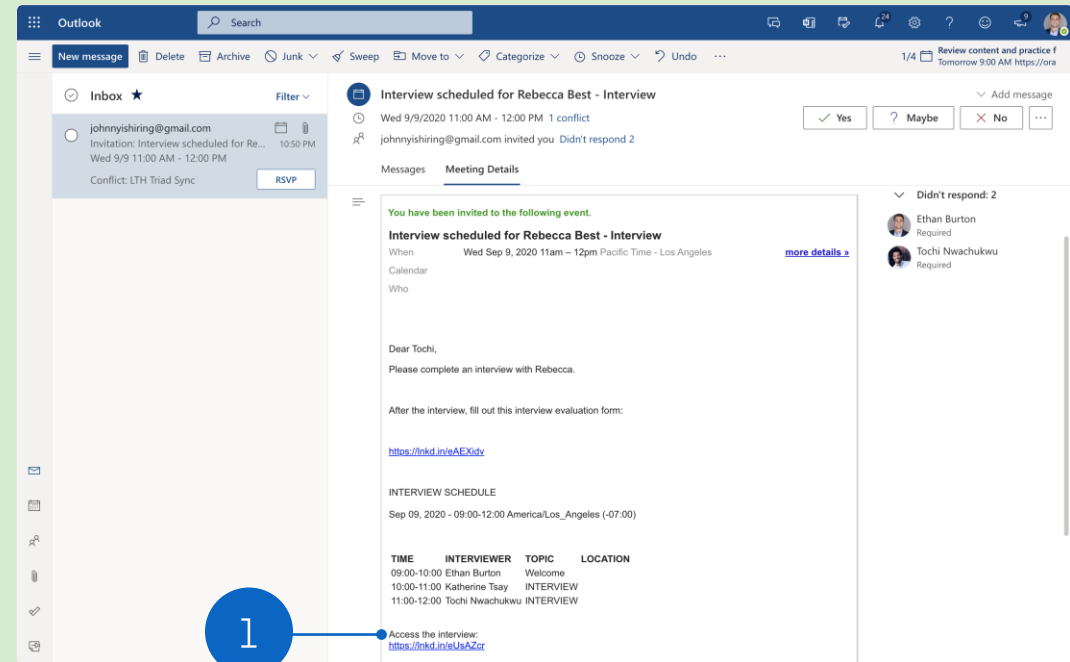 Outlook
Search
24
9
New message Delete Archive Junk Sweep Move to Categorize Snooze Undo ...
1/4 Review content and practice f
Tomorrow 9:00 AM https://ora
Inbox ★ Filter
johnnyishiring@gmail.com
Invitation: Interview scheduled for Re... 10:50 PM
Wed 9/9 11:00 AM - 12:00 PM
Conflict: LTH Triad Sync RSVP
Interview scheduled for Rebecca Best - Interview
Add message
Wed 9/9/2020 11:00 AM - 12:00 PM 1 conflict
Yes ? Maybe No ...
johnnyishiring@gmail.com invited you Didn't respond 2
Messages Meeting Details
You have been invited to the following event.
Interview scheduled for Rebecca Best - Interview
When Wed Sep 9, 2020 11am – 12pm Pacific Time - Los Angeles more details »
Calendar
Who
Dear Tochi,
Please complete an interview with Rebecca.
After the interview, fill out this interview evaluation form:
https://lnkd.in/eAEXidv
INTERVIEW SCHEDULE
Sep 09, 2020 - 09:00-12:00 America/Los_Angeles (-07:00)
TIME INTERVIEWER TOPIC LOCATION
09:00-10:00 Ethan Burton Welcome
10:00-11:00 Katherine Tsay INTERVIEW
11:00-12:00 Tochi Nwachukwu INTERVIEW
1
Access the interview:
https://lnkd.in/eUsAZcr
Didn't respond: 2
Ethan Burton
Required
Tochi Nwachukwu
Required